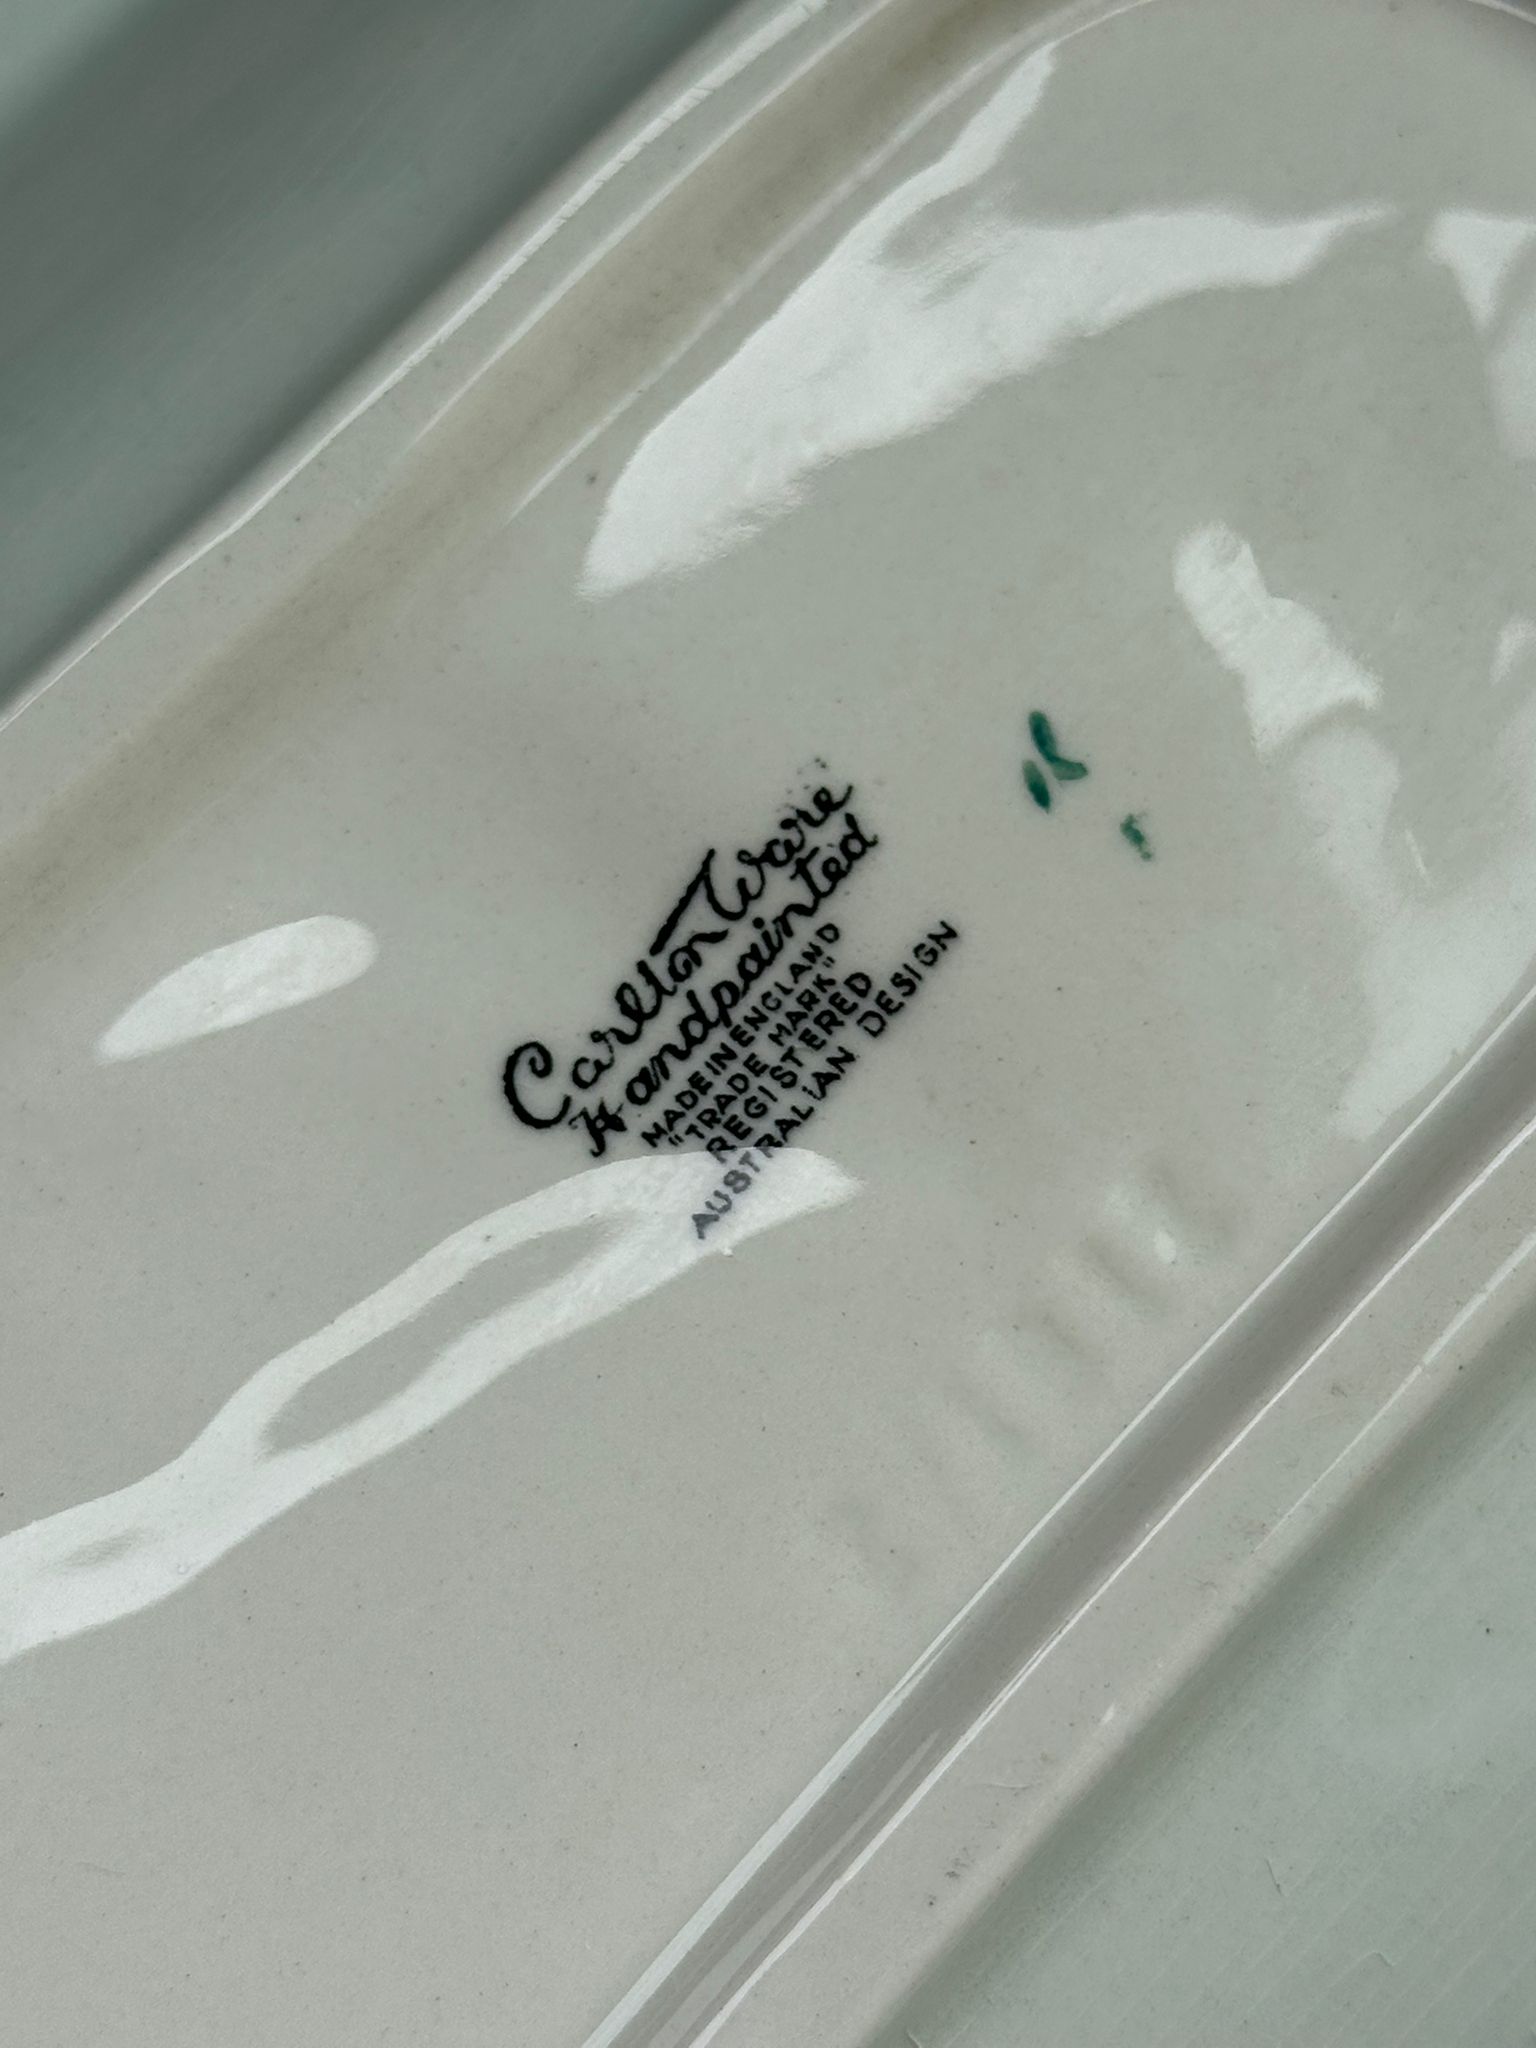 Carlton Ware
Handpainted
MADE IN ENGLAND
"TRADE MARK"
REGISTERED
AUSTRALIAN DESIGN